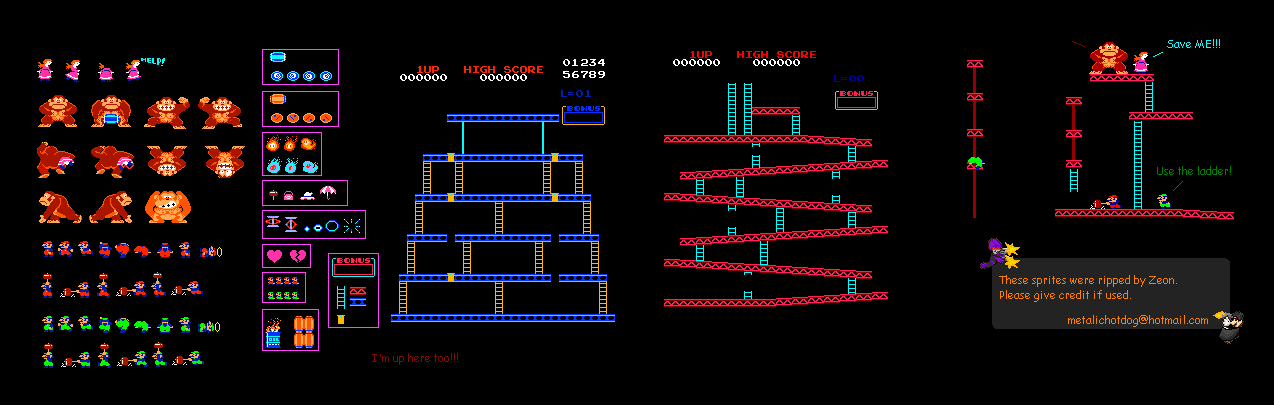 HELP!
1UP
000000
HIGH SCORE
000000
01234
56789
L=01
BONUS
BONUS
OIL
I'm up here too!!!
1UP
000000
HIGH SCORE
000000
L=00
BONUS
Save ME!!!
Use the ladder!
These sprites were ripped by Zeon.
Please give credit if used.
metalichotdog@hotmail.com